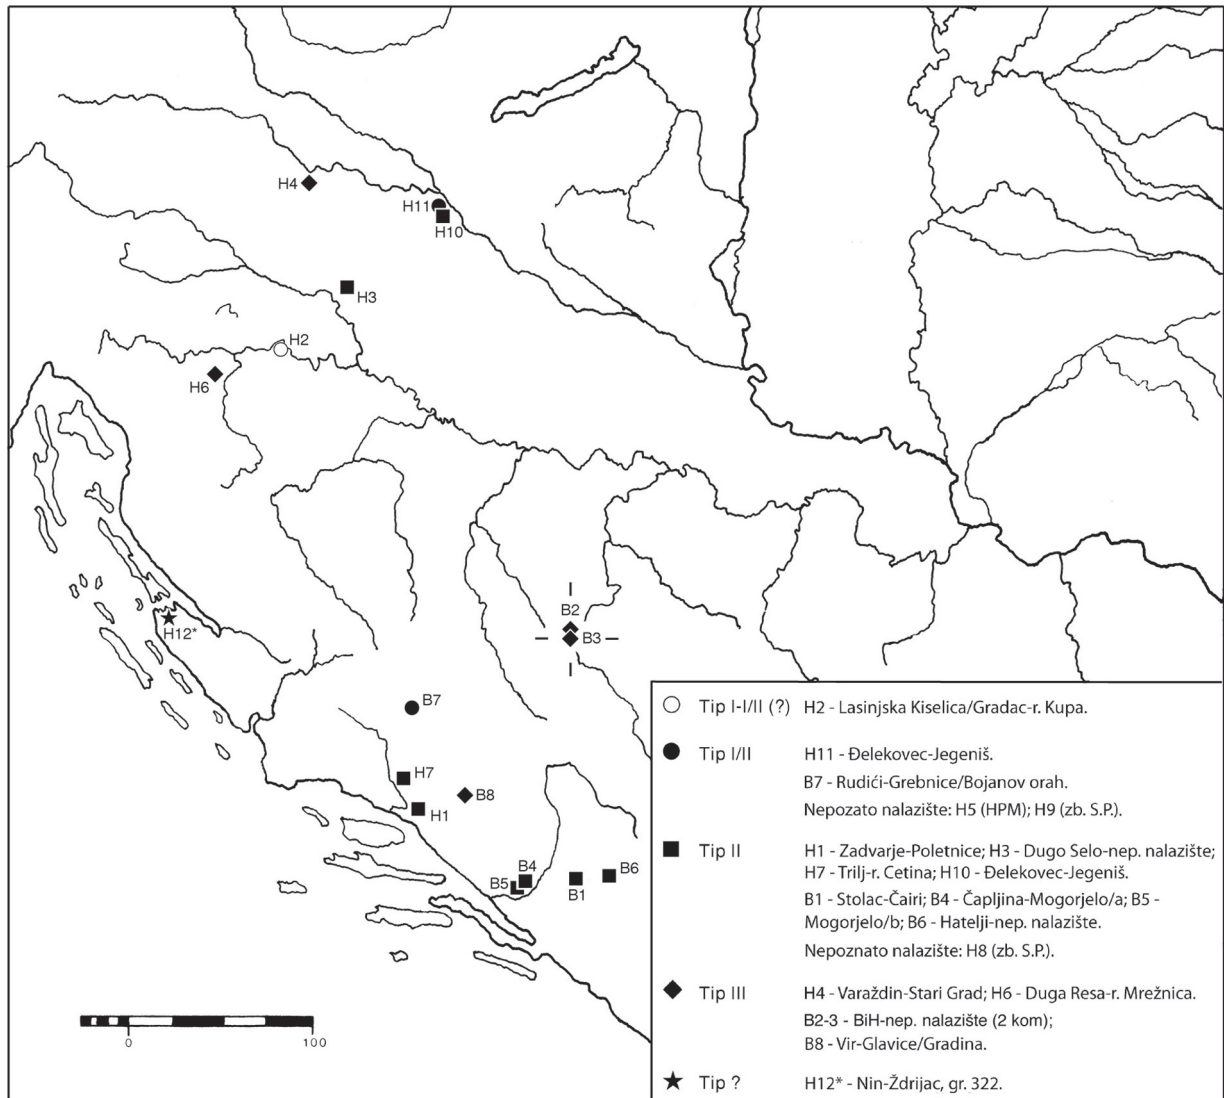 H4
H11
H10
H3
H2
H6
H12*
B2
B3
B7
H7
B8
H1
B4
B6
B5
B1
0
100
Tip I-I/II (?) H2 - Lasinjska Kiselica/Gradac-r. Kupa.
Tip I/II H11 - Đelekovec-Jegeniš.
B7 - Rudići-Grebnice/Bojanov orah.
Nepozato nalazište: H5 (HPM); H9 (zb. S.P.).
Tip II H1 - Zadvarje-Poletnice; H3 - Dugo Selo-nep. nalazište;
H7 - Trilj-r. Cetina; H10 - Đelekovec-Jegeniš.
B1 - Stolac-Čairi; B4 - Čapljina-Mogorjelo/a; B5 -
Mogorjelo/b; B6 - Hatelji-nep. nalazište.
Nepoznato nalazište: H8 (zb. S.P.).
Tip III H4 - Varaždin-Stari Grad; H6 - Duga Resa-r. Mrežnica.
B2-3 - BiH-nep. nalazište (2 kom);
B8 - Vir-Glavice/Gradina.
Tip ? H12* - Nin-Ždrijac, gr. 322.